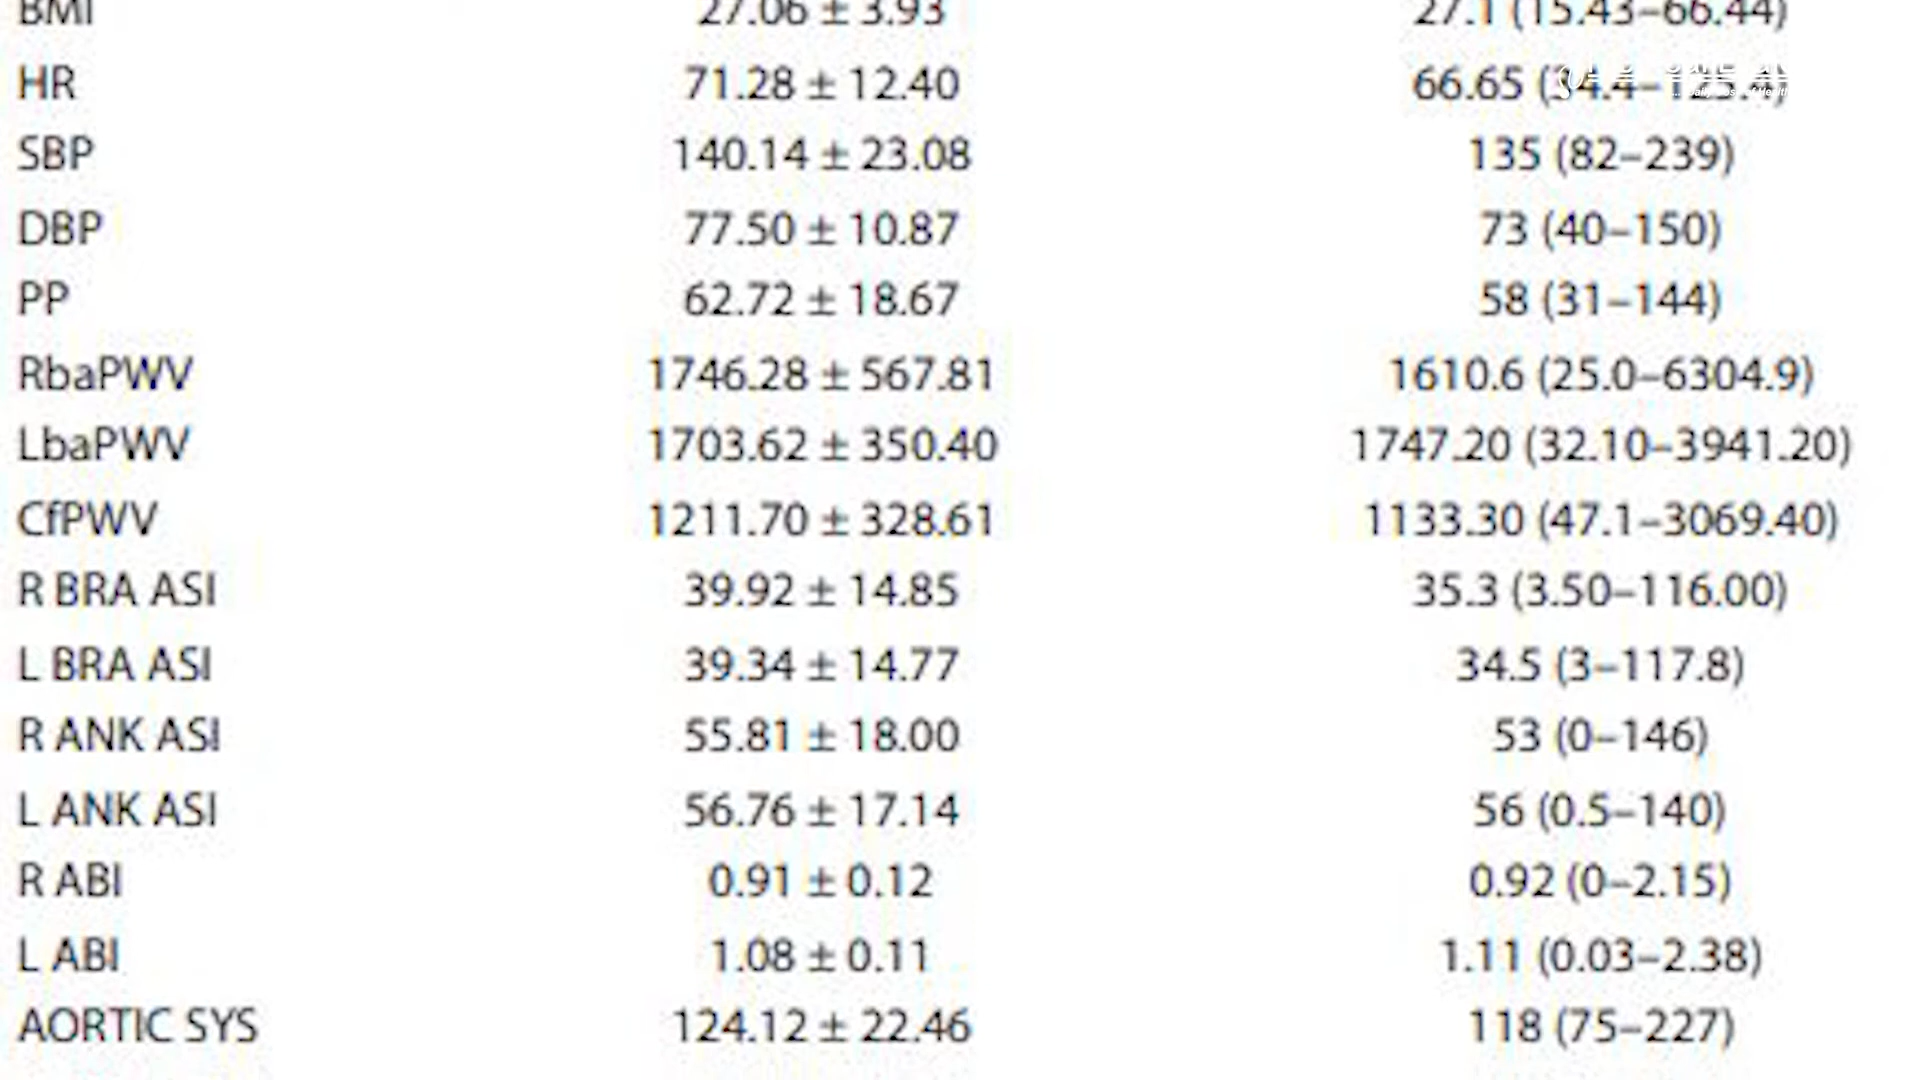 BMI 27.06 ± 3.93 27.1 (15.43–66.44)
HR 71.28 ± 12.40 66.65
SBP 140.14 ± 23.08 135 (82–239)
DBP 77.50 ± 10.87 73 (40–150)
PP 62.72 ± 18.67 58 (31–144)
RbaPWV 1746.28 ± 567.81 1610.6 (25.0–6304.9)
LbaPWV 1703.62 ± 350.40 1747.20 (32.10–3941.20)
CfPWV 1211.70 ± 328.61 1133.30 (47.1–3069.40)
R BRA ASI 39.92 ± 14.85 35.3 (3.50–116.00)
L BRA ASI 39.34 ± 14.77 34.5 (3–117.8)
R ANK ASI 55.81 ± 18.00 53 (0–146)
L ANK ASI 56.76 ± 17.14 56 (0.5–140)
R ABI 0.91 ± 0.12 0.92 (0–2.15)
L ABI 1.08 ± 0.11 1.11 (0.03–2.38)
AORTIC SYS 124.12 ± 22.46 118 (75–227)